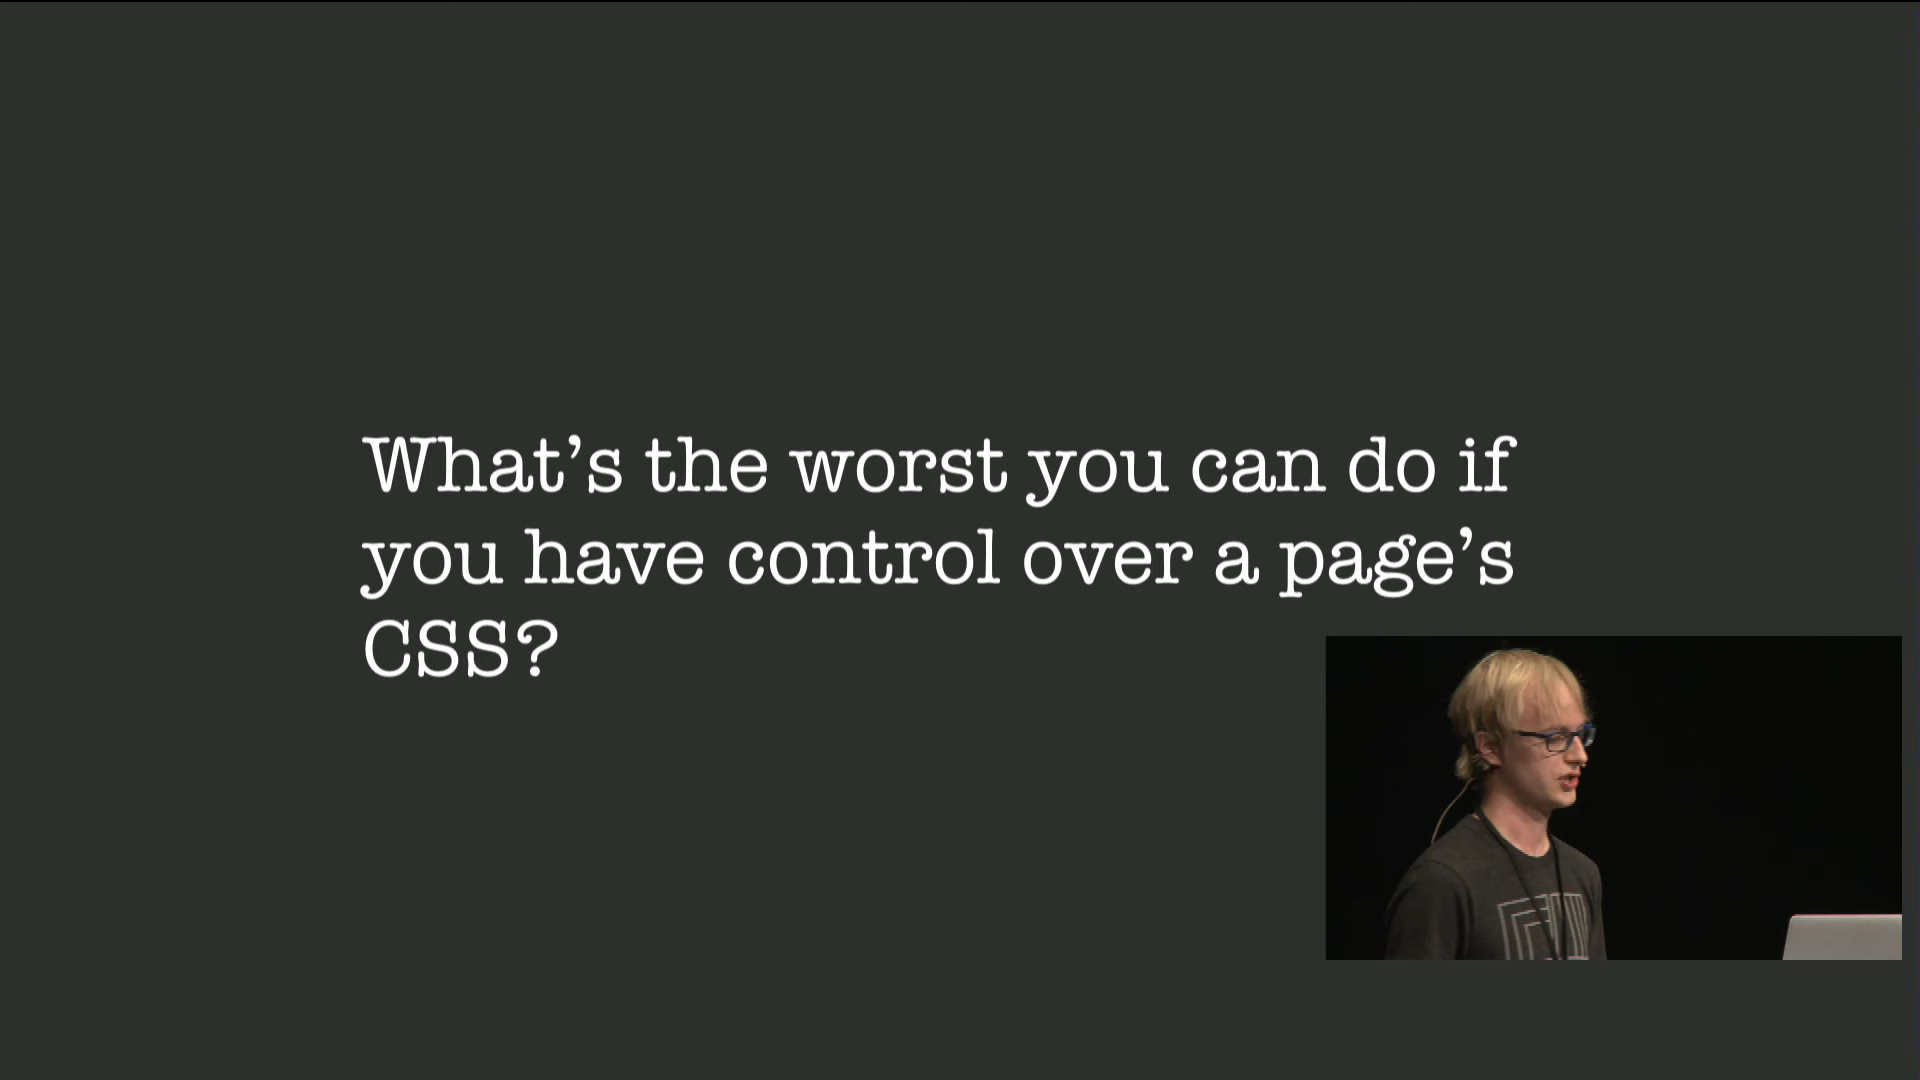 What’s the worst you can do if
you have control over a page’s
CSS?